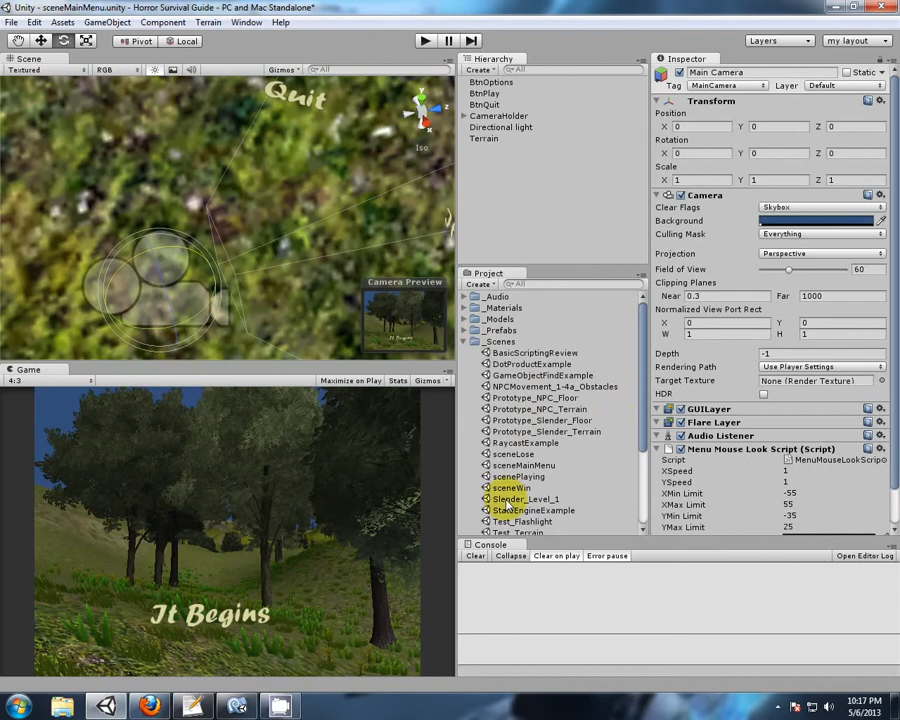 Unity - sceneMainMenu.unity - Horror Survival Guide - PC and Mac Standalone*
File Edit Assets GameObject Component Terrain Window Help
Pivot Local Layers my layout
Scene
Textured RGB Gizmos All
Quit
y
z
x
Iso
Camera Preview
It Begins
Game
4:3 Maximize on Play Stats Gizmos
It Begins
Hierarchy
Create All
BtnOptions
BtnPlay
BtnQuit
CameraHolder
Directional light
Terrain
Project
Create All
_Audio
_Materials
_Models
_Prefabs
_Scenes
BasicScriptingReview
DotProductExample
GameObjectFindExample
NPCMovement_1-4a_Obstacles
Prototype_NPC_Floor
Prototype_NPC_Terrain
Prototype_Slender_Floor
Prototype_Slender_Terrain
RaycastExample
sceneLose
sceneMainMenu
scenePlaying
sceneWin
Slender_Level_1
StateEngineExample
Test_Flashlight
Test_Terrain
Console
Clear Collapse Clear on play Error pause Open Editor Log
Inspector
Main Camera Static
Tag MainCamera Layer Default
Transform
Position
X 0 Y 0 Z 0
Rotation
X 0 Y 0 Z 0
Scale
X 1 Y 1 Z 1
Camera
Clear Flags Skybox
Background
Culling Mask Everything
Projection Perspective
Field of View 60
Clipping Planes
Near 0.3 Far 1000
Normalized View Port Rect
X 0 Y 0
W 1 H 1
Depth -1
Rendering Path Use Player Settings
Target Texture None (Render Texture)
HDR
GUILayer
Flare Layer
Audio Listener
Menu Mouse Look Script (Script)
Script MenuMouseLookScrip
XSpeed 1
YSpeed 1
XMin Limit -55
XMax Limit 55
YMin Limit -35
YMax Limit 25
10:17 PM
5/6/2013